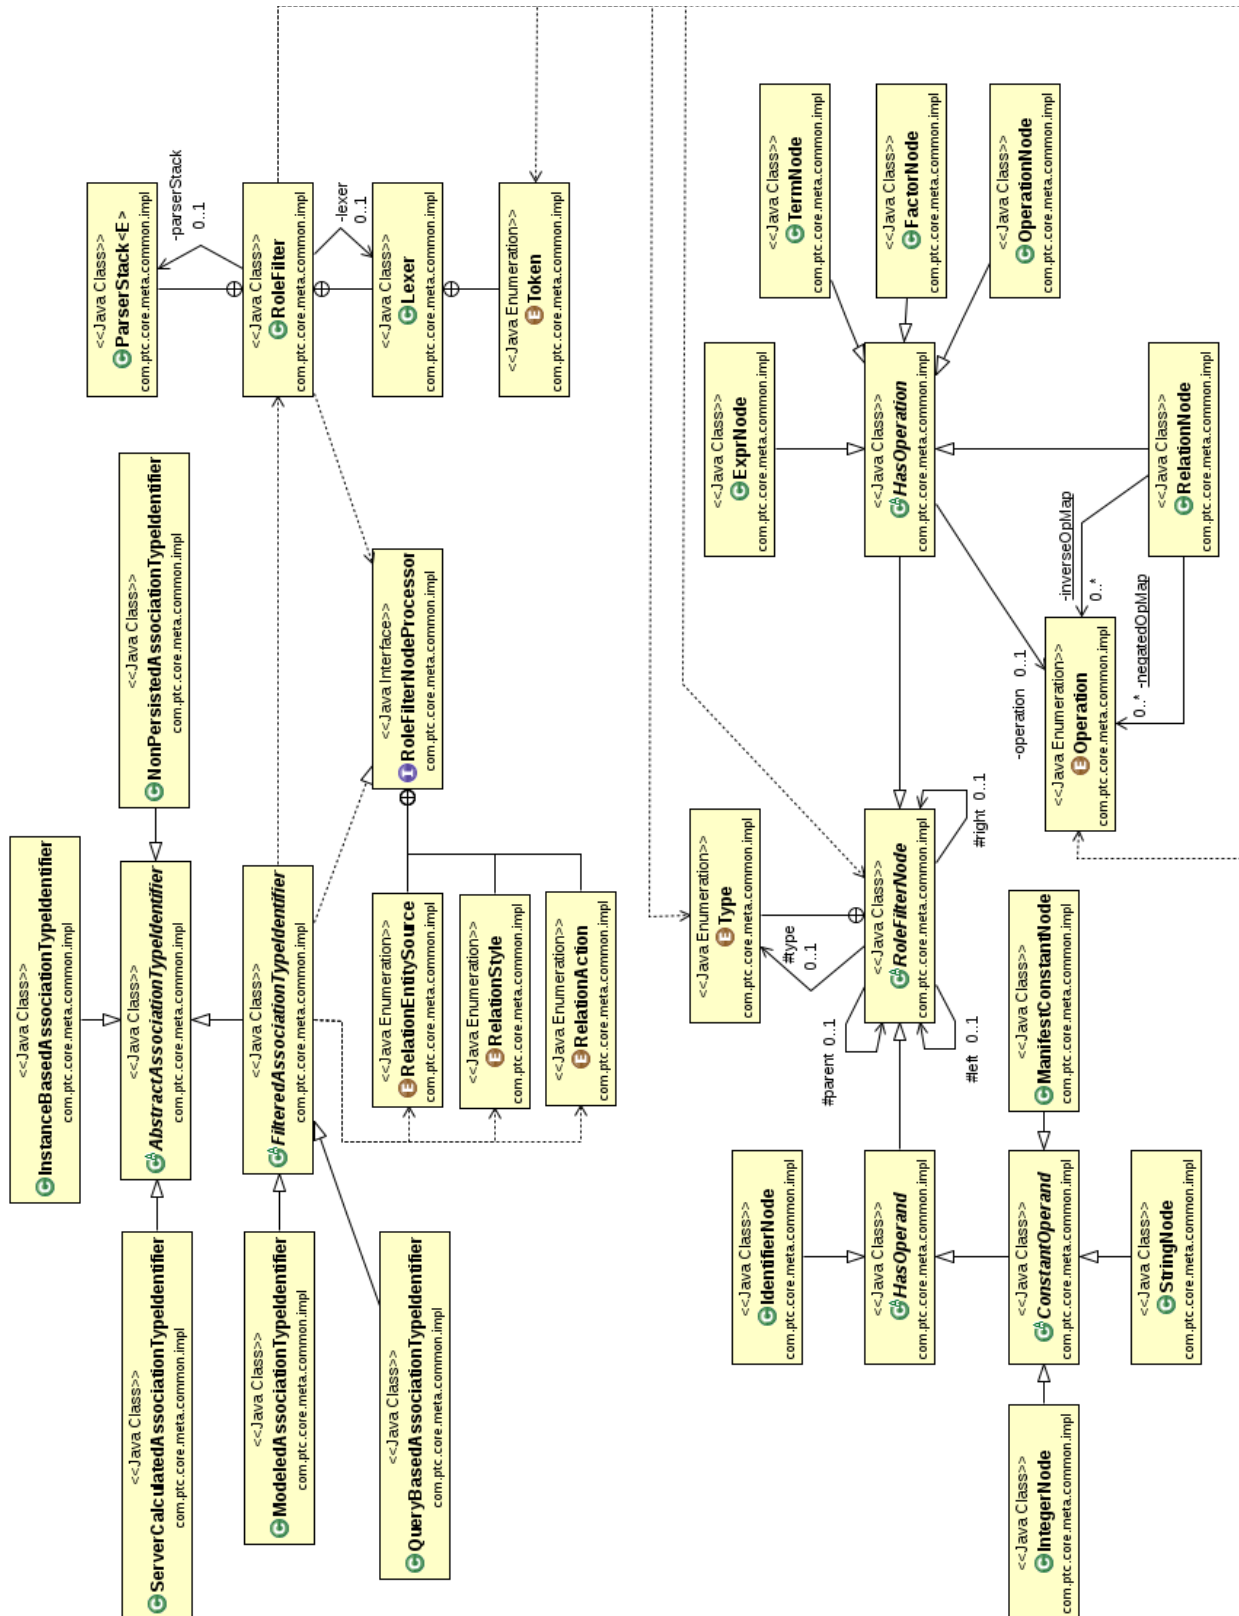 <<Java Class>>
ServerCalculatedAssociationTypeIdentifier
com.ptc.core.meta.common.impl
<<Java Class>>
InstanceBasedAssociationTypeIdentifier
com.ptc.core.meta.common.impl
<<Java Class>>
AbstractAssociationTypeIdentifier
com.ptc.core.meta.common.impl
<<Java Class>>
NonPersistedAssociationTypeIdentifier
com.ptc.core.meta.common.impl
<<Java Class>>
ParserStack<E>
com.ptc.core.meta.common.impl
-parserStack
0..1
<<Java Class>>
ModeledAssociationTypeIdentifier
com.ptc.core.meta.common.impl
<<Java Class>>
FilteredAssociationTypeIdentifier
com.ptc.core.meta.common.impl
<<Java Class>>
RoleFilter
com.ptc.core.meta.common.impl
-lexer
0..1
<<Java Class>>
QueryBasedAssociationTypeIdentifier
com.ptc.core.meta.common.impl
<<Java Enumeration>>
RelationEntitySource
com.ptc.core.meta.common.impl
<<Java Interface>>
RoleFilterNodeProcessor
com.ptc.core.meta.common.impl
<<Java Class>>
Lexer
com.ptc.core.meta.common.impl
<<Java Enumeration>>
RelationStyle
com.ptc.core.meta.common.impl
<<Java Enumeration>>
Token
com.ptc.core.meta.common.impl
<<Java Enumeration>>
RelationAction
com.ptc.core.meta.common.impl
<<Java Enumeration>>
Type
com.ptc.core.meta.common.impl
<<Java Class>>
ExprNode
com.ptc.core.meta.common.impl
<<Java Class>>
TermNode
com.ptc.core.meta.common.impl
<<Java Class>>
IdentifierNode
com.ptc.core.meta.common.impl
#type
0..1
#parent 0..1
<<Java Class>>
HasOperand
com.ptc.core.meta.common.impl
<<Java Class>>
RoleFilterNode
com.ptc.core.meta.common.impl
<<Java Class>>
HasOperation
com.ptc.core.meta.common.impl
<<Java Class>>
FactorNode
com.ptc.core.meta.common.impl
#left 0..1
#right 0..1
<<Java Class>>
OperationNode
com.ptc.core.meta.common.impl
<<Java Class>>
IntegerNode
com.ptc.core.meta.common.impl
<<Java Class>>
ConstantOperand
com.ptc.core.meta.common.impl
<<Java Class>>
ManifestConstantNode
com.ptc.core.meta.common.impl
-operation 0..1
<<Java Enumeration>>
Operation
com.ptc.core.meta.common.impl
-inverseOpMap
0..*
0..* -negatedOpMap
<<Java Class>>
StringNode
com.ptc.core.meta.common.impl
<<Java Class>>
RelationNode
com.ptc.core.meta.common.impl